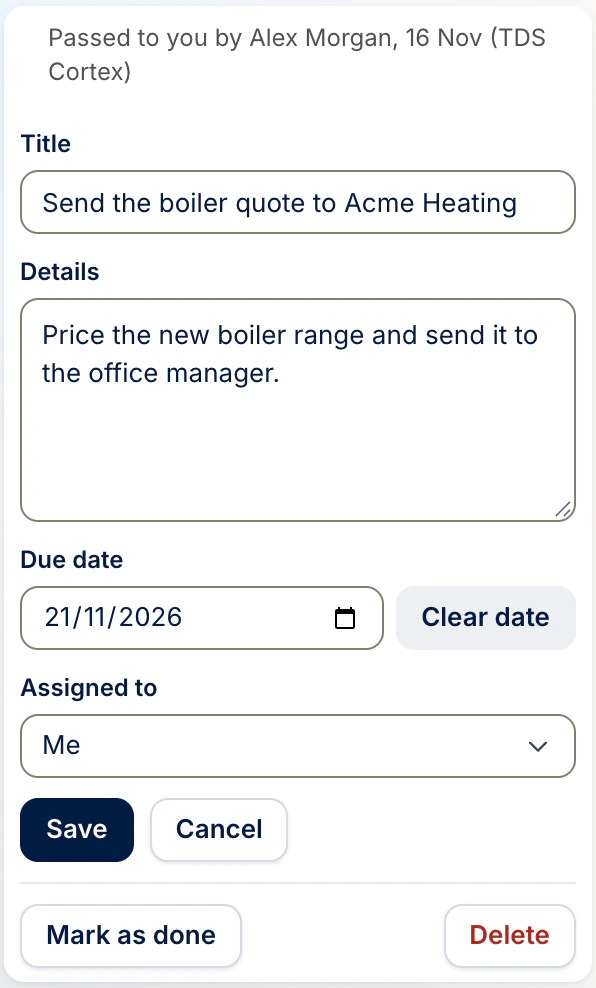 Passed to you by Alex Morgan, 16 Nov (TDS
Cortex)
Title
Send the boiler quote to Acme Heating
Details
Price the new boiler range and send it to
the office manager.
Due date
21/11/2026
Clear date
Assigned to
Me
Save
Cancel
Mark as done
Delete